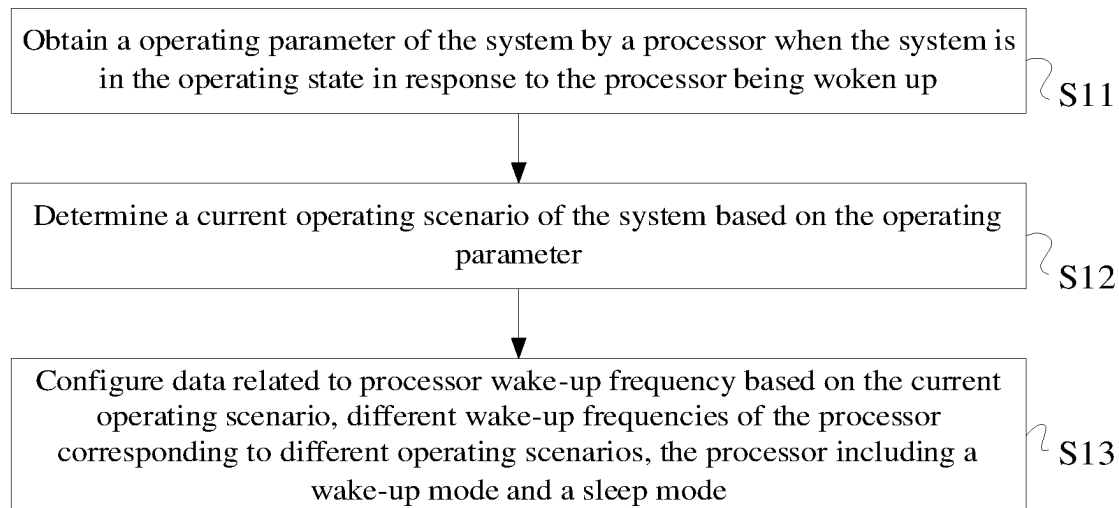 Obtain a operating parameter of the system by a processor when the system is
in the operating state in response to the processor being woken up
S11
Determine a current operating scenario of the system based on the operating
parameter
S12
Configure data related to processor wake-up frequency based on the current
operating scenario, different wake-up frequencies of the processor
corresponding to different operating scenarios, the processor including a
wake-up mode and a sleep mode
S13